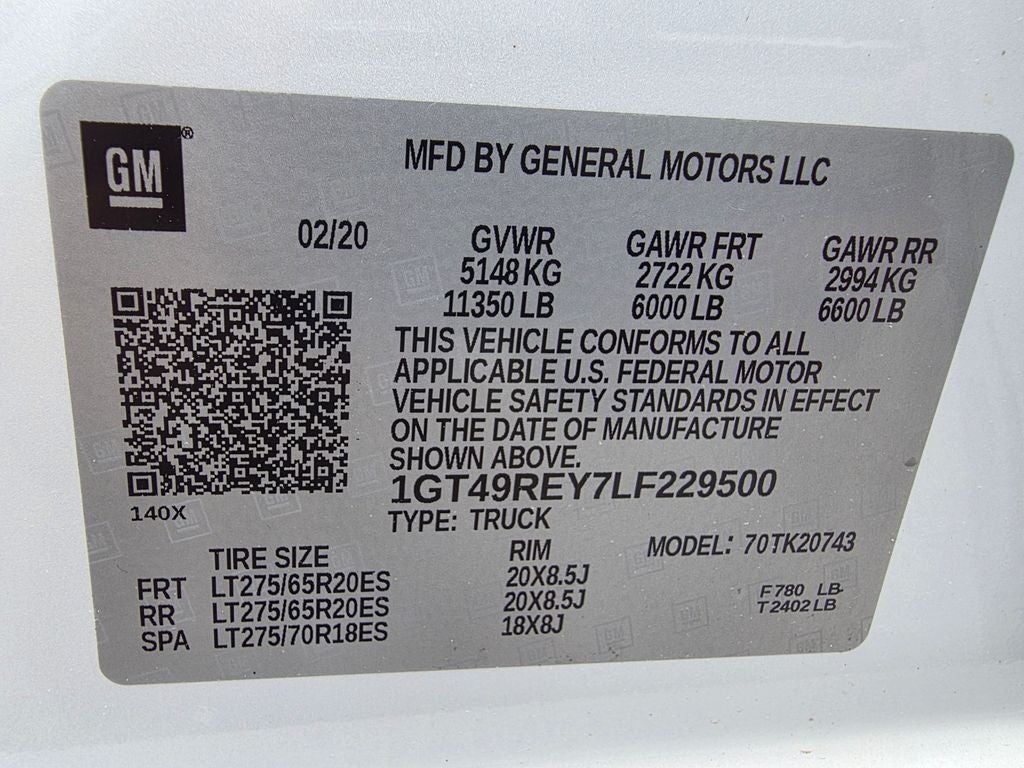 GM®
MFD BY GENERAL MOTORS LLC
02/20 GVWR GAWR FRT GAWR RR
5148 KG 2722 KG 2994 KG
11350 LB 6000 LB 6600 LB
THIS VEHICLE CONFORMS TO ALL
APPLICABLE U.S. FEDERAL MOTOR
VEHICLE SAFETY STANDARDS IN EFFECT
ON THE DATE OF MANUFACTURE
SHOWN ABOVE.
1GT49REY7LF229500
140X
TYPE: TRUCK
TIRE SIZE RIM MODEL: 70TK20743
FRT LT275/65R20ES 20X8.5J
RR LT275/65R20ES 20X8.5J
SPA LT275/70R18ES 18X8J
F780 LB
T2402 LB